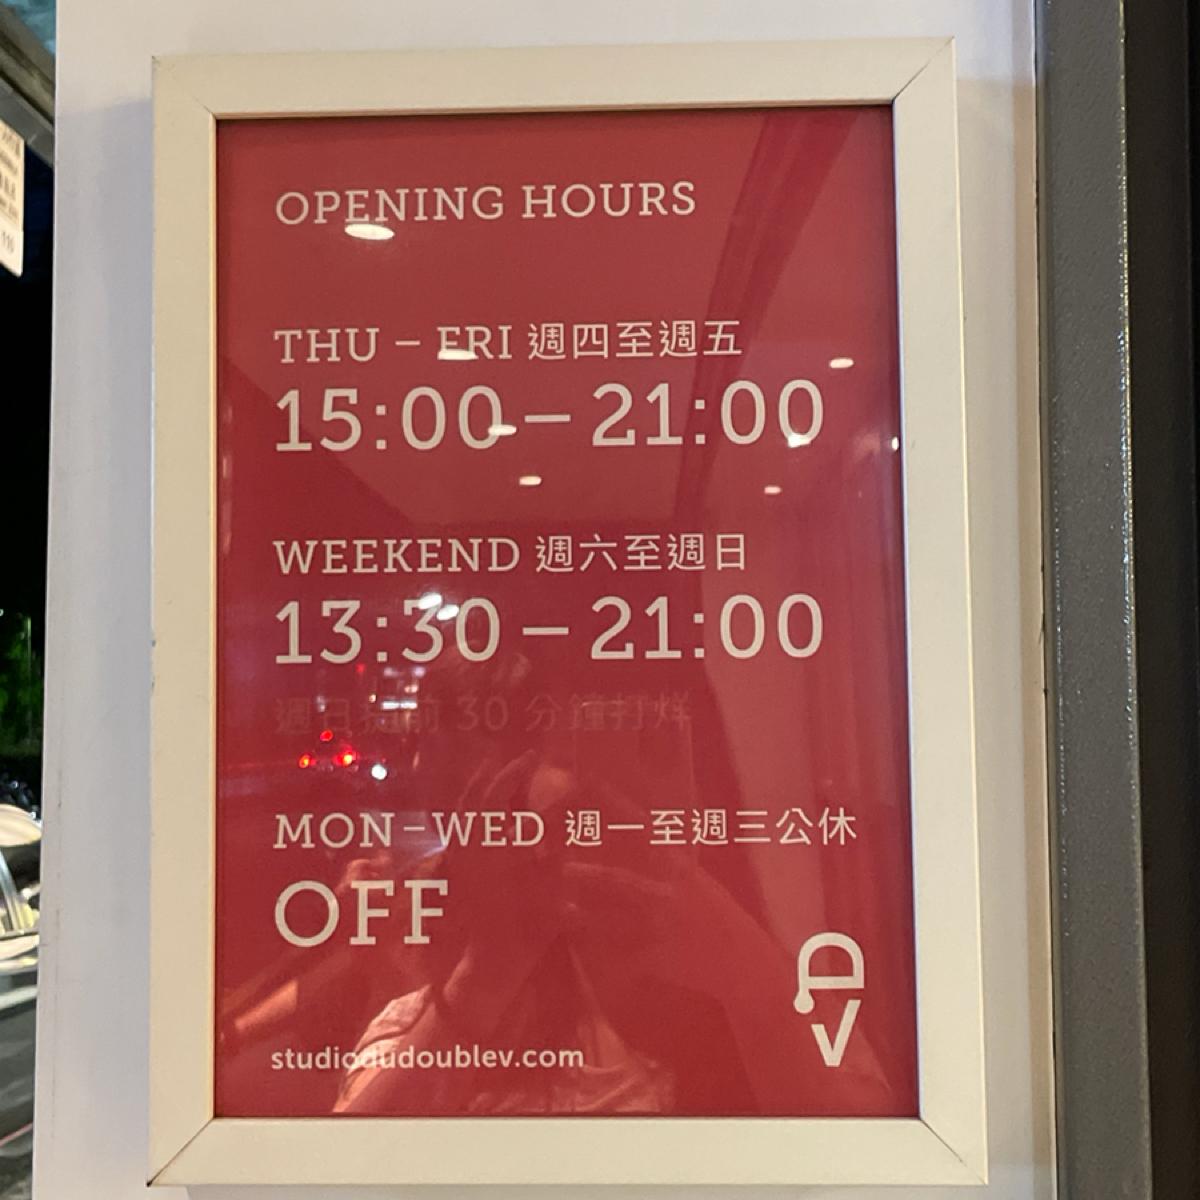 OPENING HOURS
THU – FRI 週四至週五
15:00 – 21:00
WEEKEND 週六至週日
13:30 – 21:00
週日提前 30 分鐘打烊
MON–WED 週一至週三公休
OFF
studiodudoublev.com